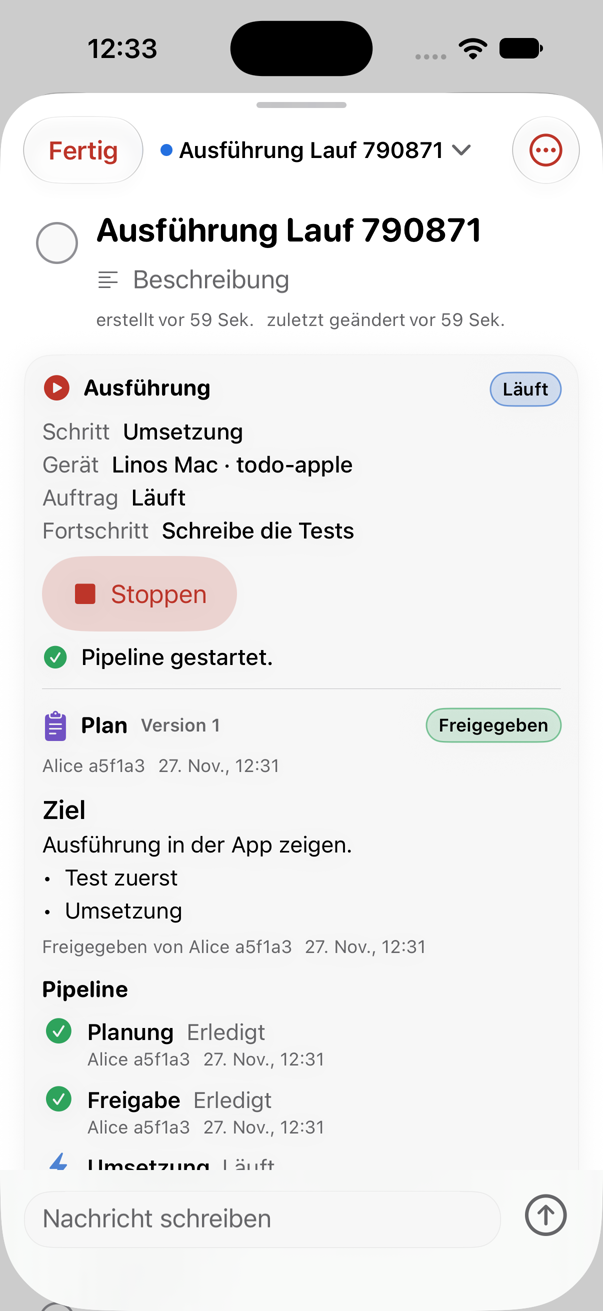 12:33
Fertig
Ausführung Lauf 790871
Ausführung Lauf 790871
Beschreibung
erstellt vor 59 Sek. zuletzt geändert vor 59 Sek.
Ausführung
Läuft
Schritt Umsetzung
Gerät Linos Mac · todo-apple
Auftrag Läuft
Fortschritt Schreibe die Tests
Stoppen
Pipeline gestartet.
Plan Version 1
Freigegeben
Alice a5f1a3 27. Nov., 12:31
Ziel
Ausführung in der App zeigen.
• Test zuerst
• Umsetzung
Freigegeben von Alice a5f1a3 27. Nov., 12:31
Pipeline
Planung Erledigt
Alice a5f1a3 27. Nov., 12:31
Freigabe Erledigt
Alice a5f1a3 27. Nov., 12:31
Umsetzung Läuft
Nachricht schreiben